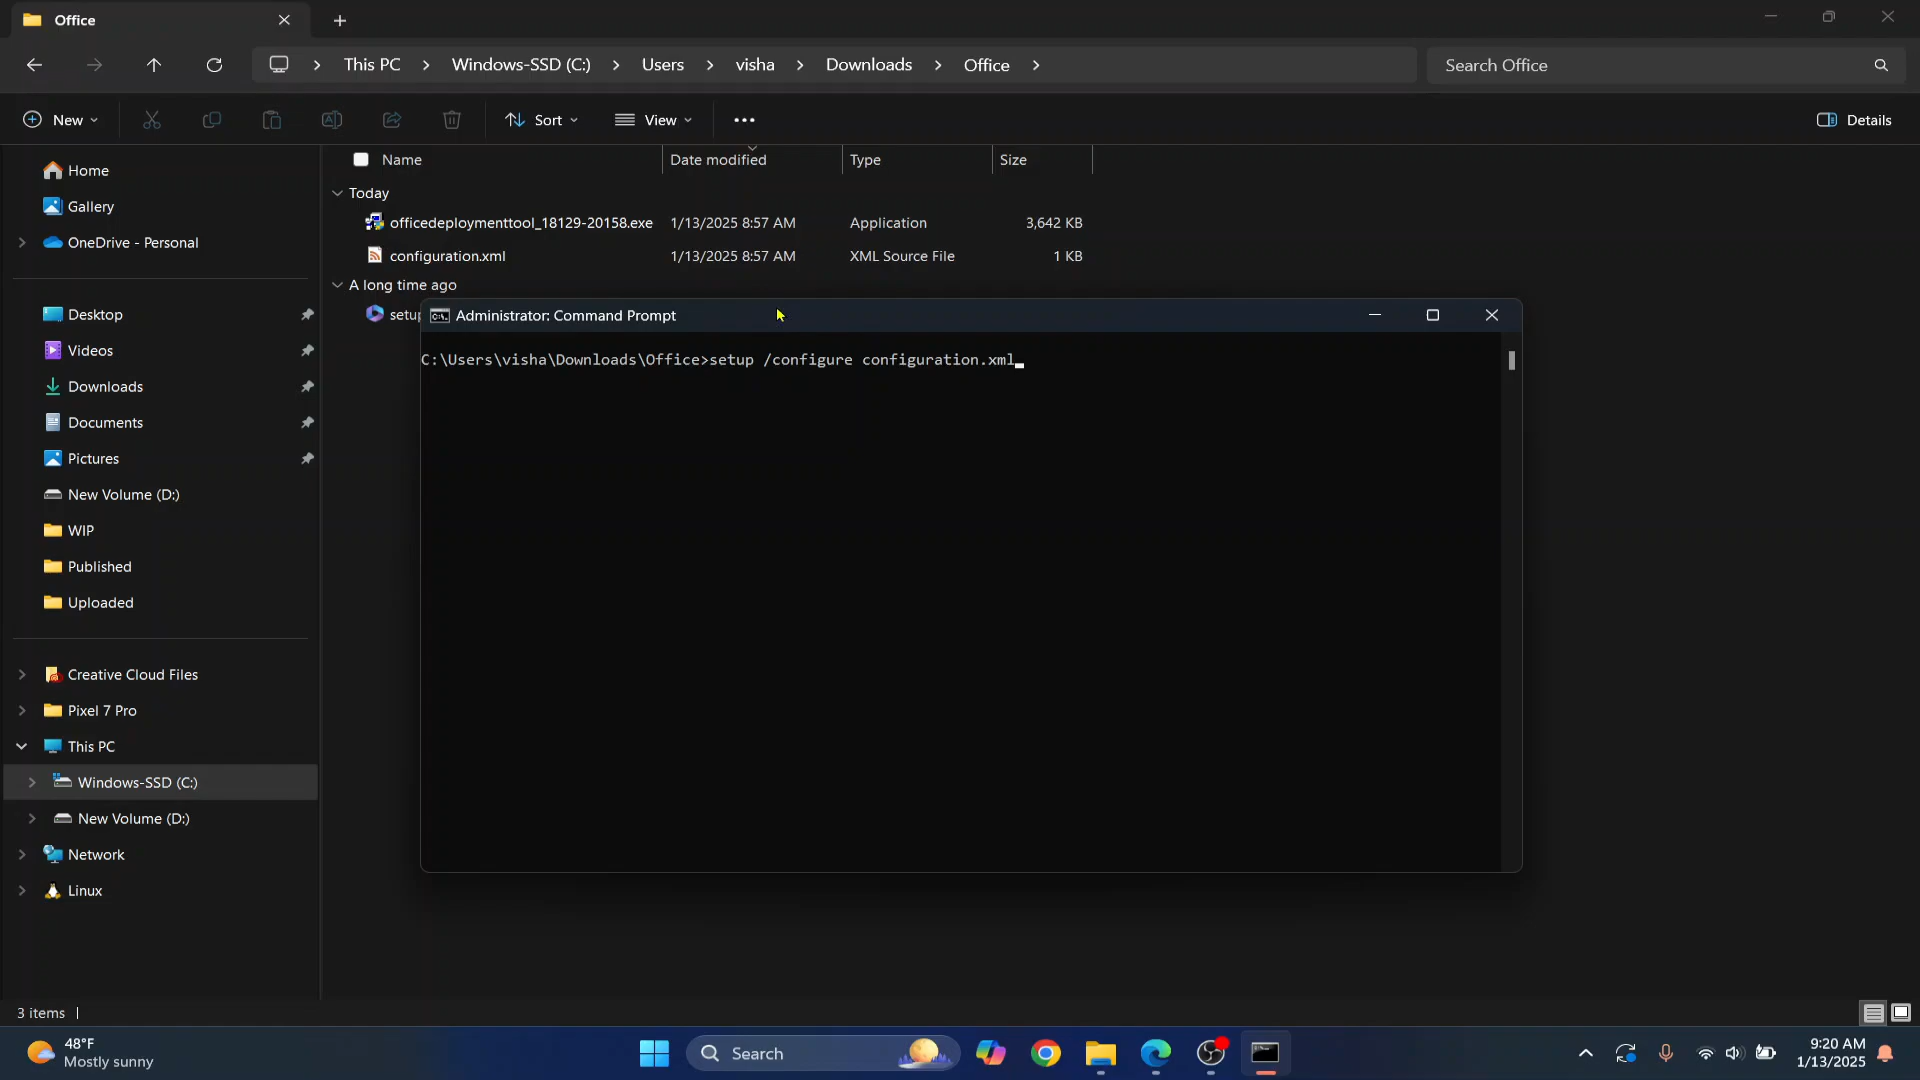 Office
This PC > Windows-SSD (C:) > Users > visha > Downloads > Office >
Search Office
New
Sort
View
Details
Name
Date modified
Type
Size
Today
officedeploymenttool_18129-20158.exe 1/13/2025 8:57 AM Application 3,642 KB
configuration.xml 1/13/2025 8:57 AM XML Source File 1 KB
A long time ago
setup
Home
Gallery
OneDrive - Personal
Desktop
Videos
Downloads
Documents
Pictures
New Volume (D:)
WIP
Published
Uploaded
Creative Cloud Files
Pixel 7 Pro
This PC
Windows-SSD (C:)
New Volume (D:)
Network
Linux
Administrator: Command Prompt
C:\Users\visha\Downloads\Office>setup /configure configuration.xml
3 items
48°F
Mostly sunny
Search
9:20 AM
1/13/2025